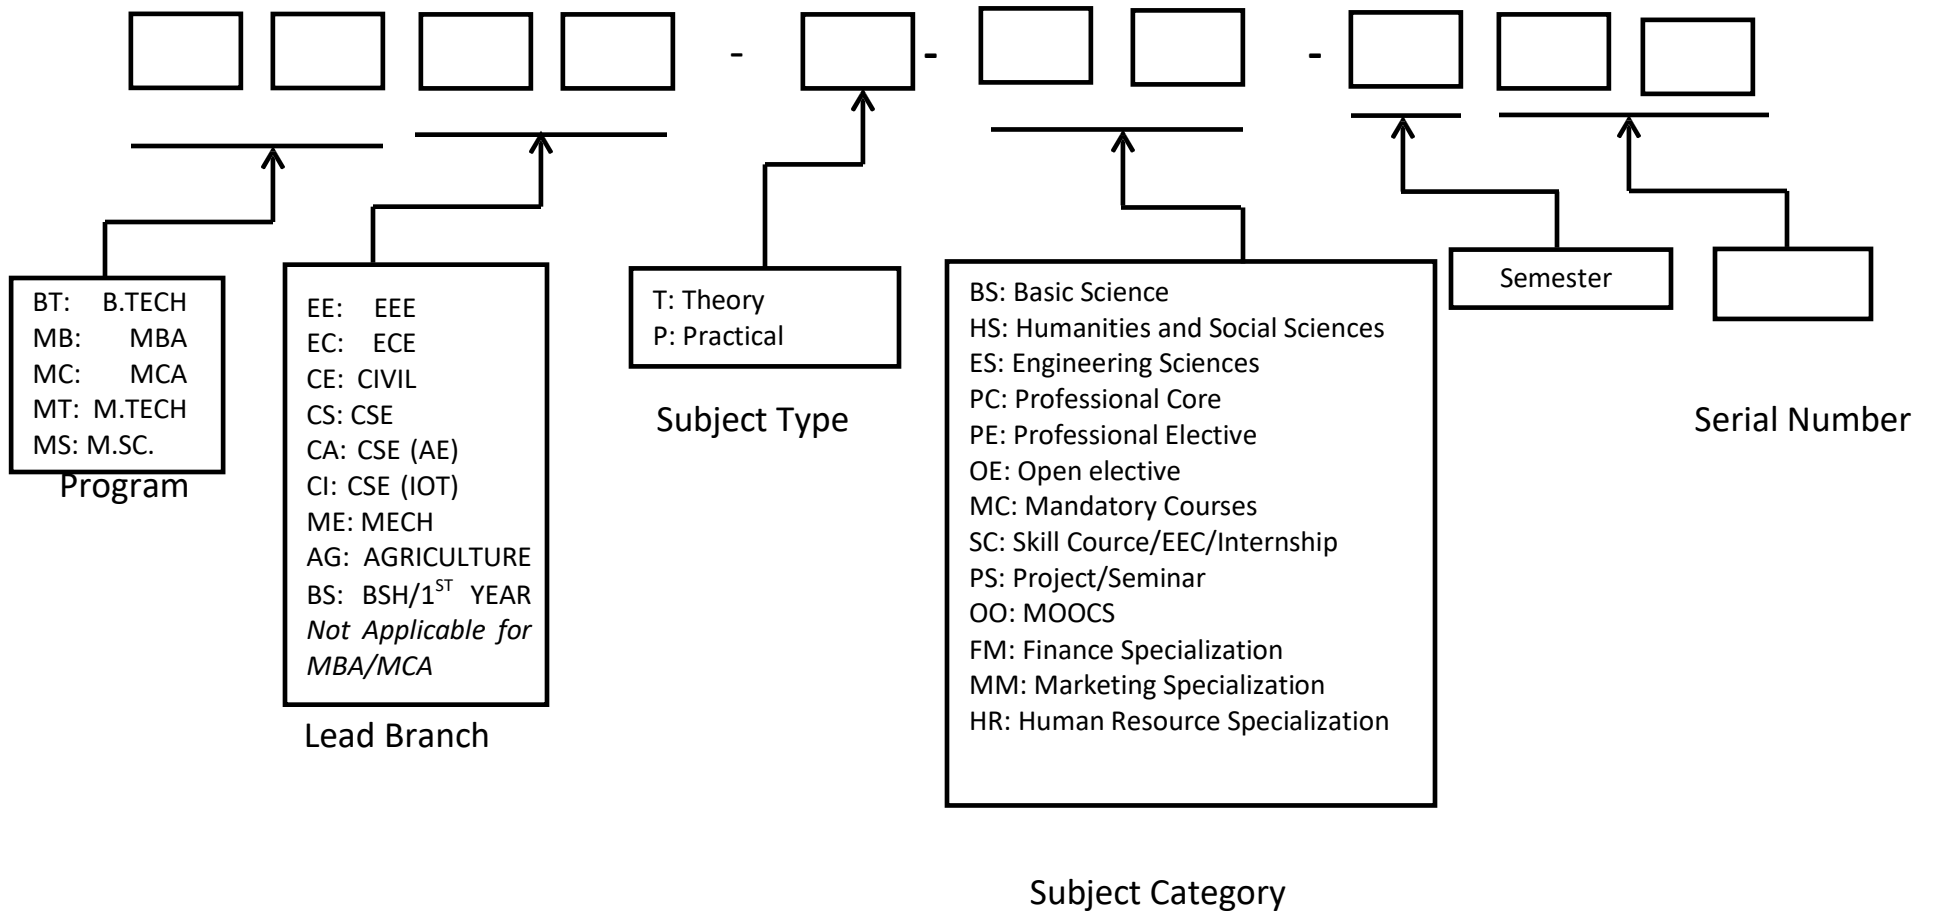 - - -
BT: B.TECH
MB: MBA
MC: MCA
MT: M.TECH
MS: M.SC.
Program
EE: EEE
EC: ECE
CE: CIVIL
CS: CSE
CA: CSE (AE)
CI: CSE (IOT)
ME: MECH
AG: AGRICULTURE
BS: BSH/1ST YEAR
Not Applicable for
MBA/MCA
Lead Branch
T: Theory
P: Practical
Subject Type
BS: Basic Science
HS: Humanities and Social Sciences
ES: Engineering Sciences
PC: Professional Core
PE: Professional Elective
OE: Open elective
MC: Mandatory Courses
SC: Skill Cource/EEC/Internship
PS: Project/Seminar
OO: MOOCS
FM: Finance Specialization
MM: Marketing Specialization
HR: Human Resource Specialization
Subject Category
Semester
Serial Number